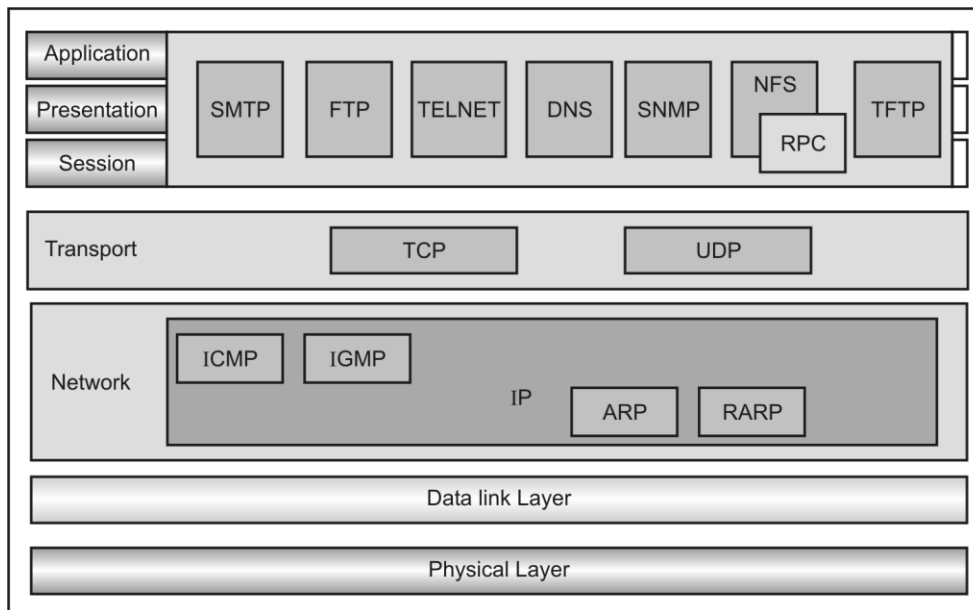 Application
Presentation
Session
SMTP
FTP
TELNET
DNS
SNMP
NFS
RPC
TFTP
Transport
TCP
UDP
Network
ICMP
IGMP
IP
ARP
RARP
Data link Layer
Physical Layer